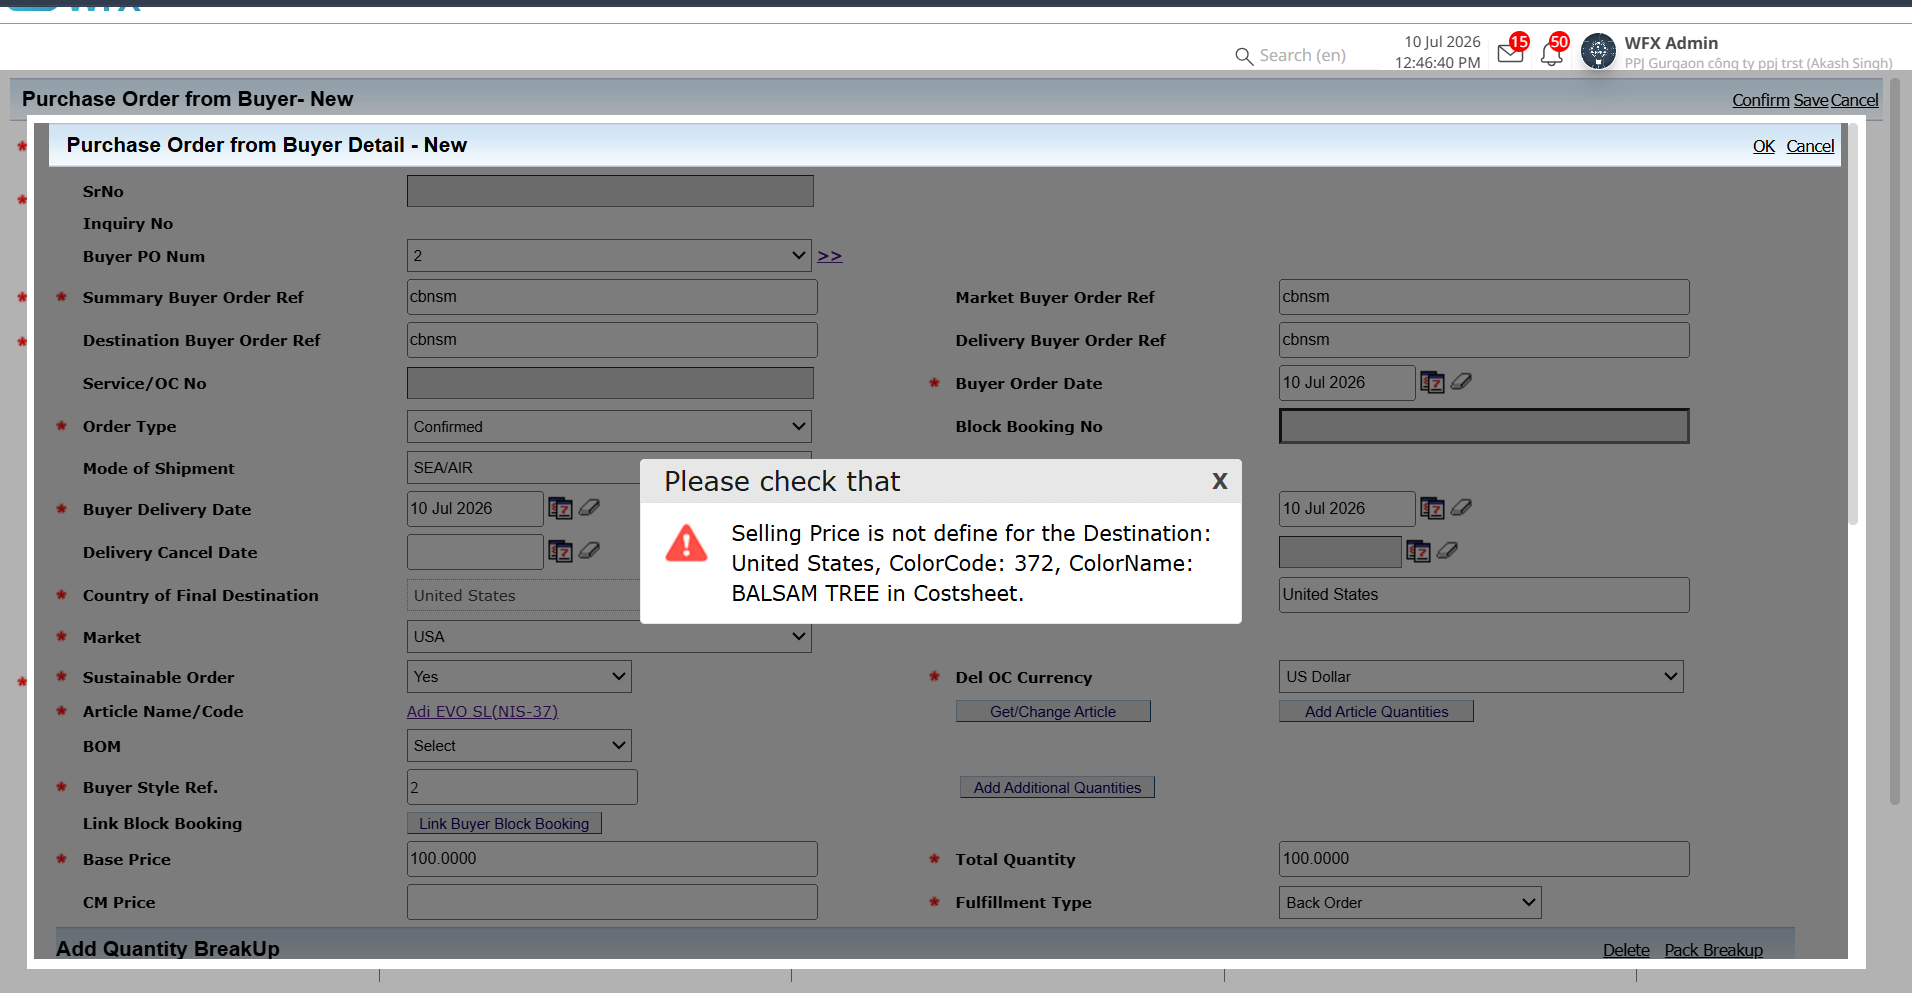 10 Jul 2026
12:46:40 PM
Search (en)
15
50
WFX Admin
PPJ Gurgaon công ty ppj trst (Akash Singh)
Purchase Order from Buyer- New
Confirm Save Cancel
Purchase Order from Buyer Detail - New
OK Cancel
SrNo
Inquiry No
Buyer PO Num 2 >>
* Summary Buyer Order Ref cbnsm Market Buyer Order Ref cbnsm
Destination Buyer Order Ref cbnsm Delivery Buyer Order Ref cbnsm
Service/OC No * Buyer Order Date 10 Jul 2026
* Order Type Confirmed Block Booking No
Mode of Shipment SEA/AIR
* Buyer Delivery Date 10 Jul 2026 10 Jul 2026
Delivery Cancel Date
* Country of Final Destination United States United States
* Market USA
Please check that X
Selling Price is not define for the Destination:
United States, ColorCode: 372, ColorName:
BALSAM TREE in Costsheet.
* Sustainable Order Yes * Del OC Currency US Dollar
* Article Name/Code Adi EVO SL(NIS-37) Get/Change Article Add Article Quantities
BOM Select
* Buyer Style Ref. 2 Add Additional Quantities
Link Block Booking Link Buyer Block Booking
* Base Price 100.0000 * Total Quantity 100.0000
CM Price * Fulfillment Type Back Order
Add Quantity BreakUp Delete Pack Breakup